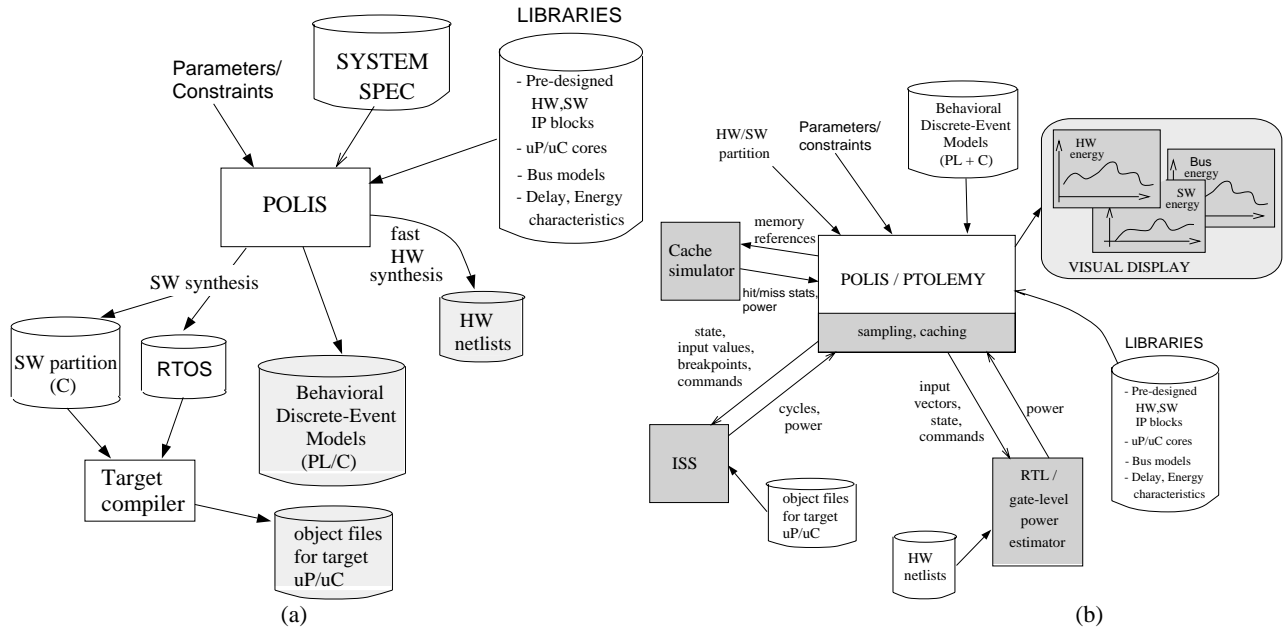 LIBRARIES
SYSTEM
SPEC
Parameters/
Constraints
- Pre-designed
HW,SW
IP blocks
- uP/uC cores
- Bus models
- Delay, Energy
characteristics
POLIS
fast
HW
synthesis
SW synthesis
HW
netlists
SW partition
(C)
RTOS
Behavioral
Discrete-Event
Models
(PL/C)
Target
compiler
object files
for target
uP/uC
(a)
HW/SW
partition
Parameters/
constraints
Behavioral
Discrete-Event
Models
(PL + C)
HW
energy
Bus
energy
SW
energy
VISUAL DISPLAY
memory
references
Cache
simulator
POLIS / PTOLEMY
hit/miss stats,
power
sampling, caching
state,
input values,
breakpoints,
commands
cycles,
power
input
vectors,
state,
commands
power
LIBRARIES
- Pre-designed
HW,SW
IP blocks
- uP/uC cores
- Bus models
- Delay, Energy
characteristics
ISS
object files
for target
uP/uC
RTL /
gate-level
power
estimator
HW
netlists
(b)